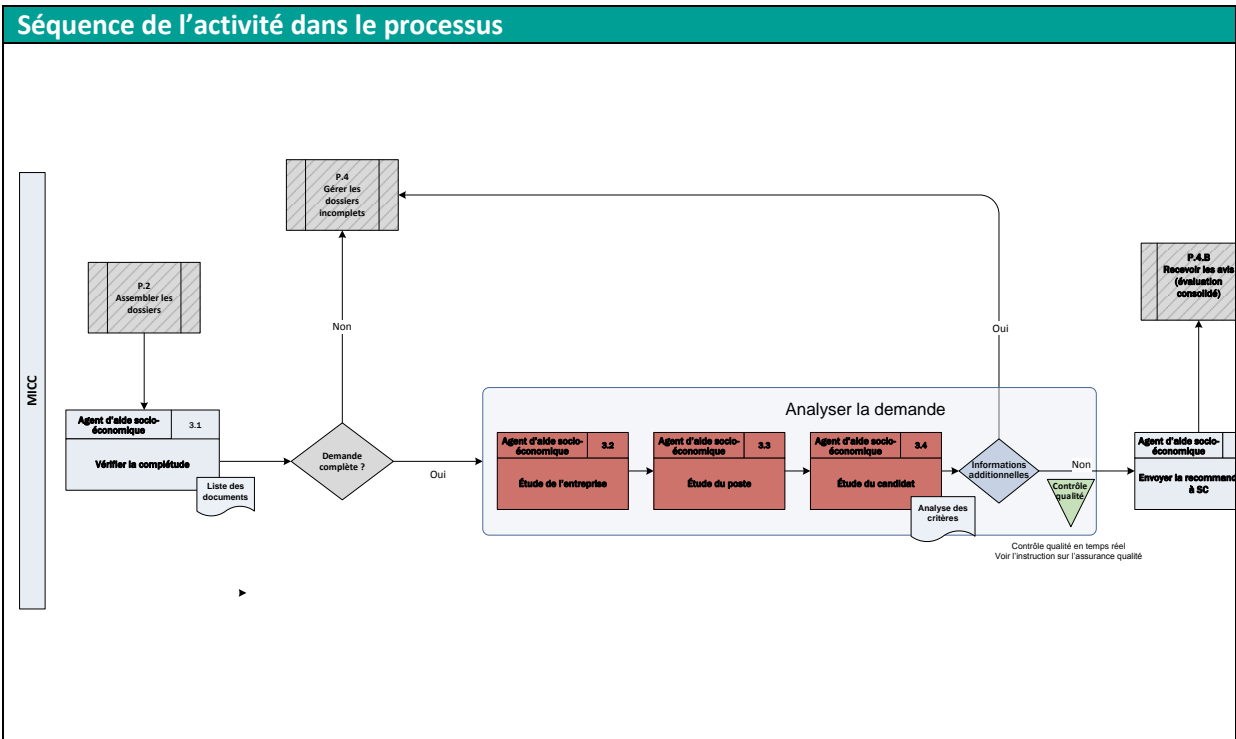 Séquence de l'activité dans le processus
MICC
P.4
Gérer les
dossiers
incomplets
P.2
Assembler les
dossiers
P.4.B
Recevoir les avis
(évaluation
consolidé)
Non
Oui
Agent d'aide socio-
économique
3.1
Vérifier la complétude
Liste des
documents
Demande
complète ?
Oui
Analyser la demande
Agent d'aide socio-
économique
3.2
Étude de l'entreprise
Agent d'aide socio-
économique
3.3
Étude du poste
Agent d'aide socio-
économique
3.4
Étude du candidat
Analyse des
critères
Informations
additionnelles
Non
Contrôle
qualité
Contrôle qualité en temps réel
Voir l'instruction sur l'assurance qualité
Agent d'aide socio-
économique
Envoyer la recommand
à SC